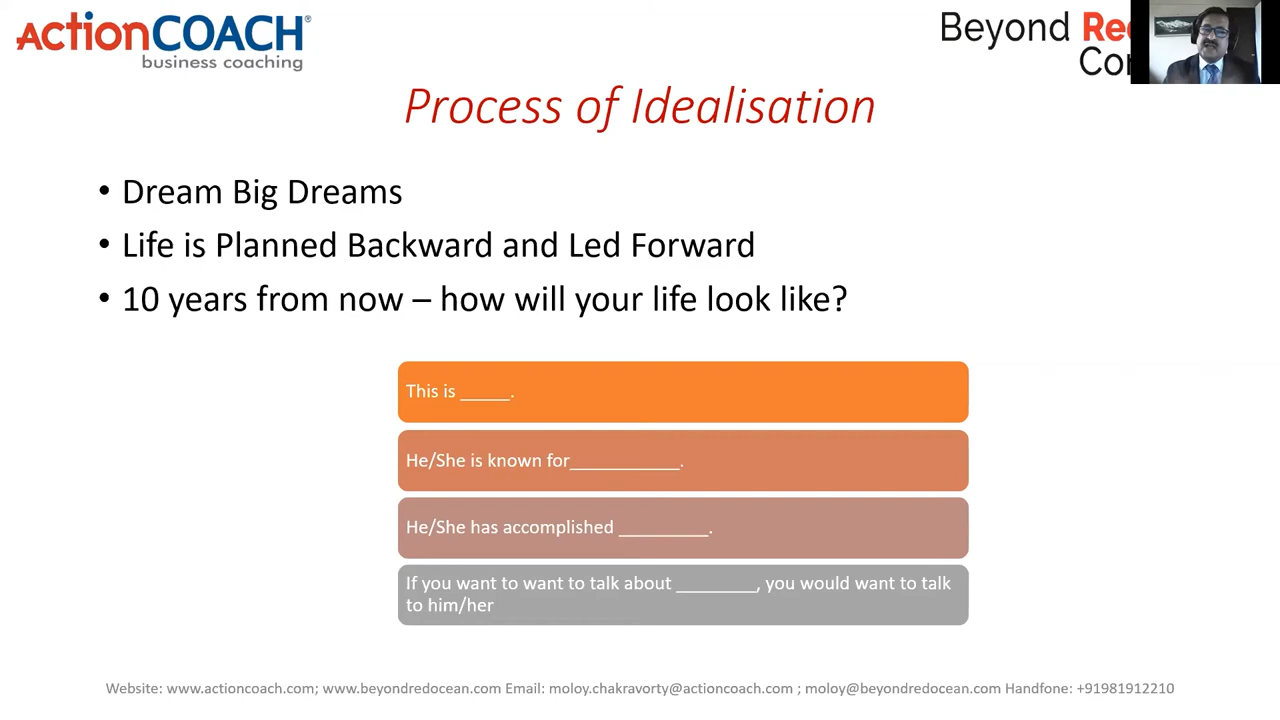 ActionCOACH®
business coaching
Beyond
Process of Idealisation
• Dream Big Dreams
• Life is Planned Backward and Led Forward
• 10 years from now – how will your life look like?
This is _____.
He/She is known for___________.
He/She has accomplished _________.
If you want to want to talk about ________, you would want to talk
to him/her
Website: www.actioncoach.com; www.beyondredocean.com Email: moloy.chakravorty@actioncoach.com ; moloy@beyondredocean.com Handfone: +91981912210